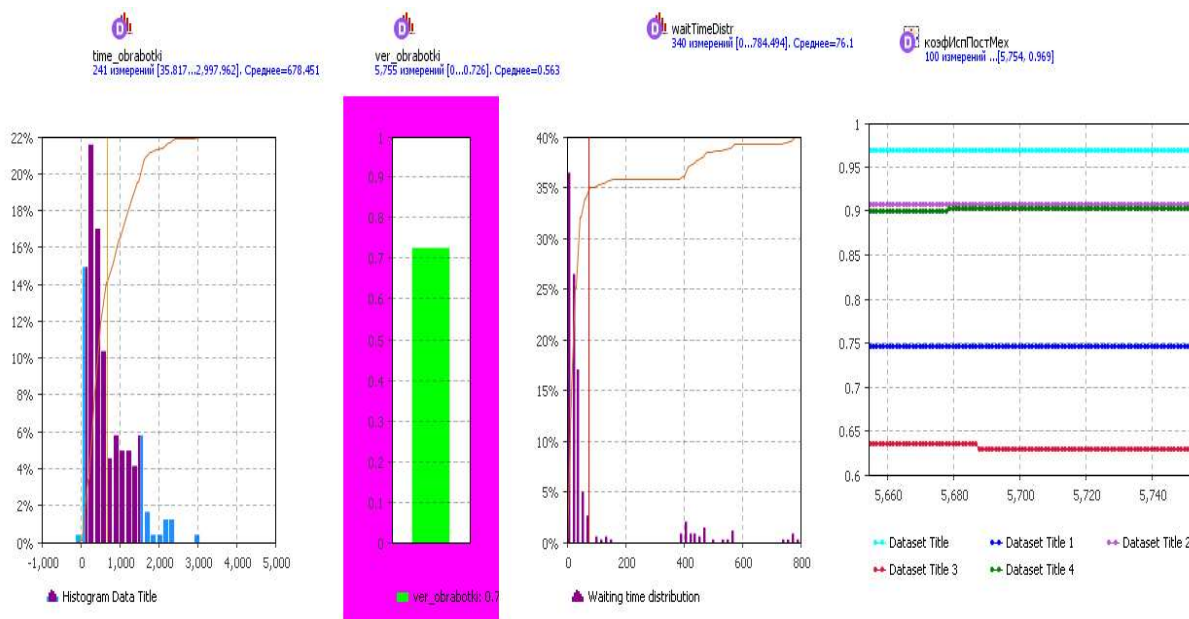 time_obrabotki
241 измерений [35.817...2,997.962]. Среднее=678.451
ver_obrabotki
5,755 измерений [0...0.726]. Среднее=0.563
waitTimeDistr
340 измерений [0...784.494]. Среднее=76.1
коэфИспПостМех
100 измерений ...[5,754, 0.969]
22%
20%
18%
16%
14%
12%
10%
8%
6%
4%
2%
0%
-1,000 0 1,000 2,000 3,000 4,000 5,000
Histogram Data Title
1
0.9
0.8
0.7
0.6
0.5
0.4
0.3
0.2
0.1
0
ver_obrabotki: 0.7
40%
35%
30%
25%
20%
15%
10%
5%
0%
0 200 400 600 800
Waiting time distribution
1
0.95
0.9
0.85
0.8
0.75
0.7
0.65
0.6
5,660 5,680 5,700 5,720 5,740
Dataset Title Dataset Title 1 Dataset Title 2
Dataset Title 3 Dataset Title 4